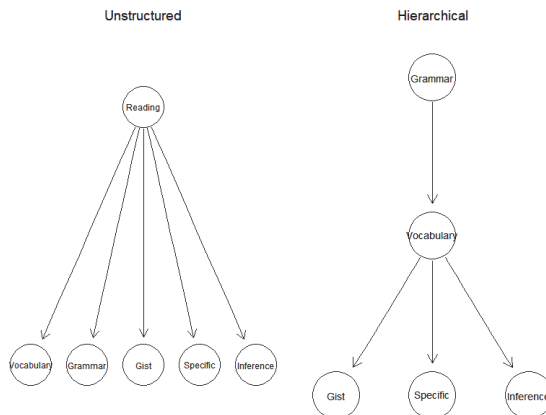 Unstructured
Reading
Vocabulary Grammar Gist Specific Inference
Hierarchical
Grammar
Vocabulary
Gist Specific Inference